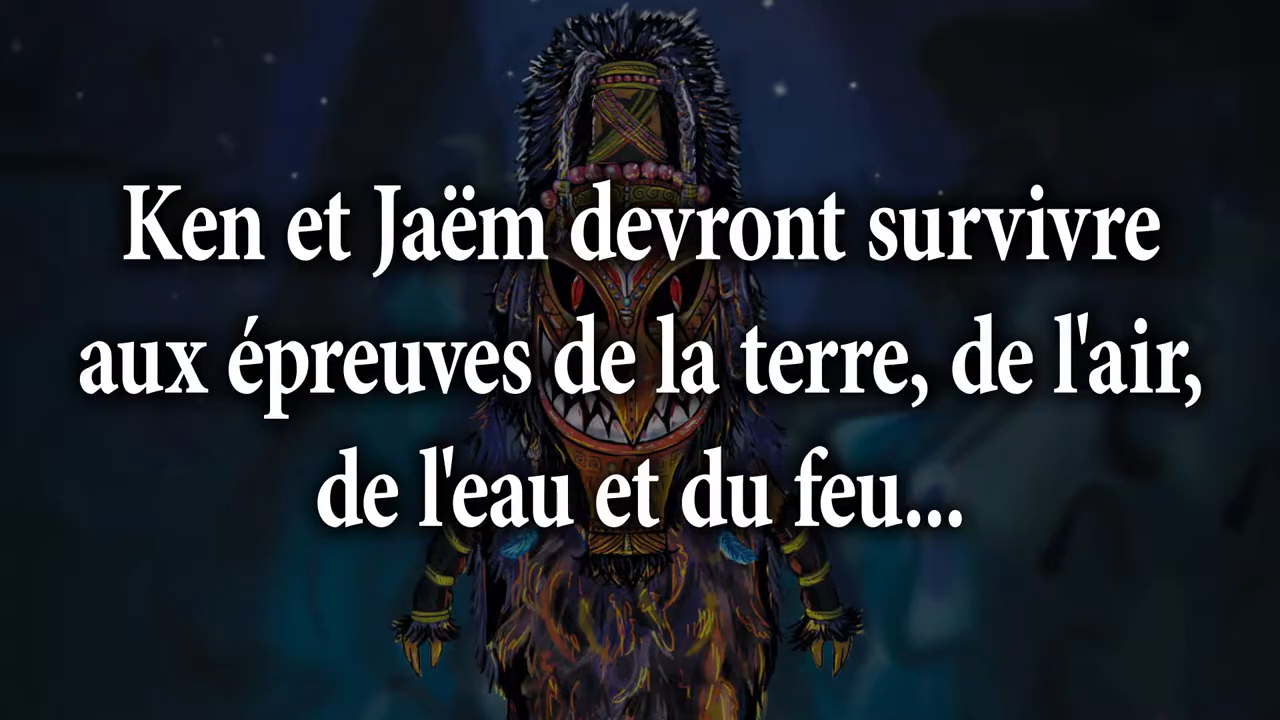 Ken et Jaëm devront survivre
aux épreuves de la terre, de l'air,
de l'eau et du feu...